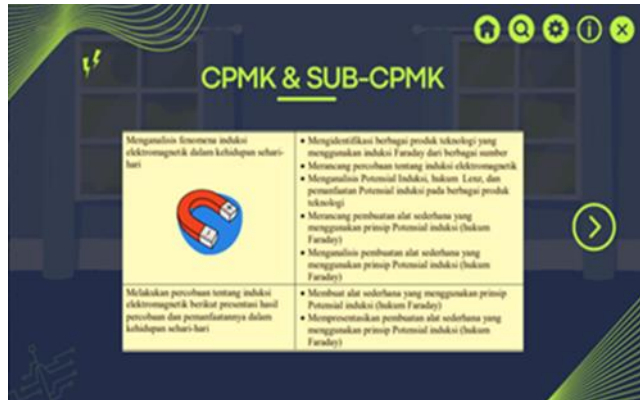 CPMK & SUB-CPMK
Menganalisis fenomena induksi
elektromagnetik dalam kehidupan sehari-
hari
• Mengidentifikasi berbagai produk teknologi yang
menggunakan induksi Faraday dari berbagai sumber
• Merancang percobaan tentang induksi elektromagnetik
• Menganalisis Potensial Induksi, hukum Lenz, dan
pemanfaatan Potensial induksi pada berbagai produk
teknologi
• Merancang pembuatan alat sederhana yang
menggunakan prinsip Potensial induksi (hukum
Faraday)
• Menganalisis pembuatan alat sederhana yang
menggunakan prinsip Potensial induksi (hukum
Faraday)
Melakukan percobaan tentang induksi
elektromagnetik berikut presentasi hasil
percobaan dan pemanfaatannya dalam
kehidupan sehari-hari
• Membuat alat sederhana yang menggunakan prinsip
Potensial induksi (hukum Faraday)
• Mempresentasikan pembuatan alat sederhana yang
menggunakan prinsip Potensial induksi (hukum
Faraday)